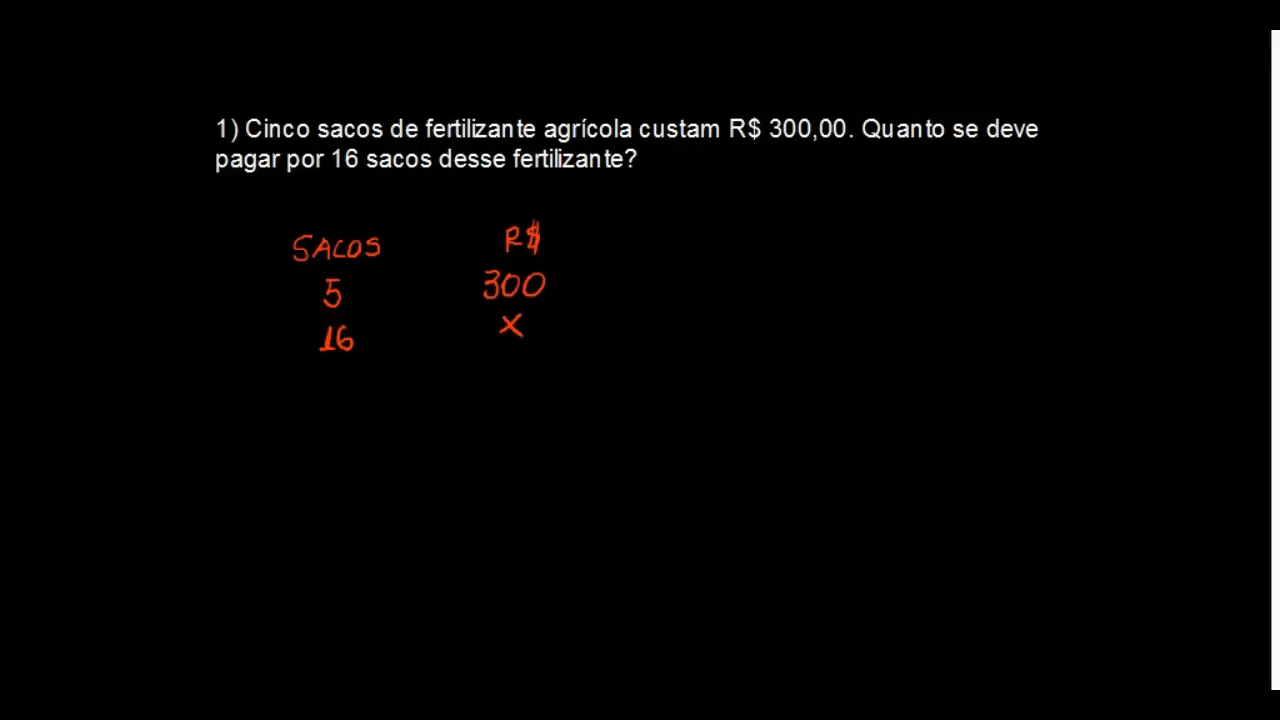 1) Cinco sacos de fertilizante agrícola custam R$ 300,00. Quanto se deve
pagar por 16 sacos desse fertilizante?
SACOS R$
5 300
16 X